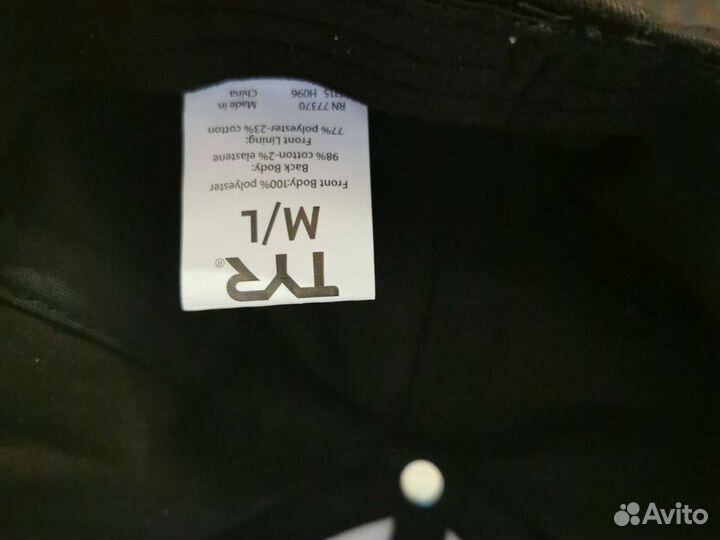 TYR®
M/L
Front Body:100% polyester
Back Body:
98% cotton-2% elastene
Front Lining:
77% polyester-23% cotton
RN 77370
Made in
China
H096
Avito